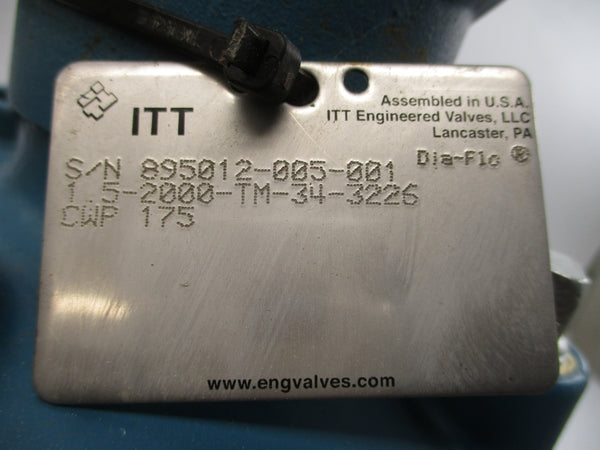 ITT
Assembled in U.S.A.
ITT Engineered Valves, LLC
Lancaster, PA
Dia-Flo ®
S/N 895012-005-001
1.5-2000-TM-34-3226
CWP 175
www.engvalves.com